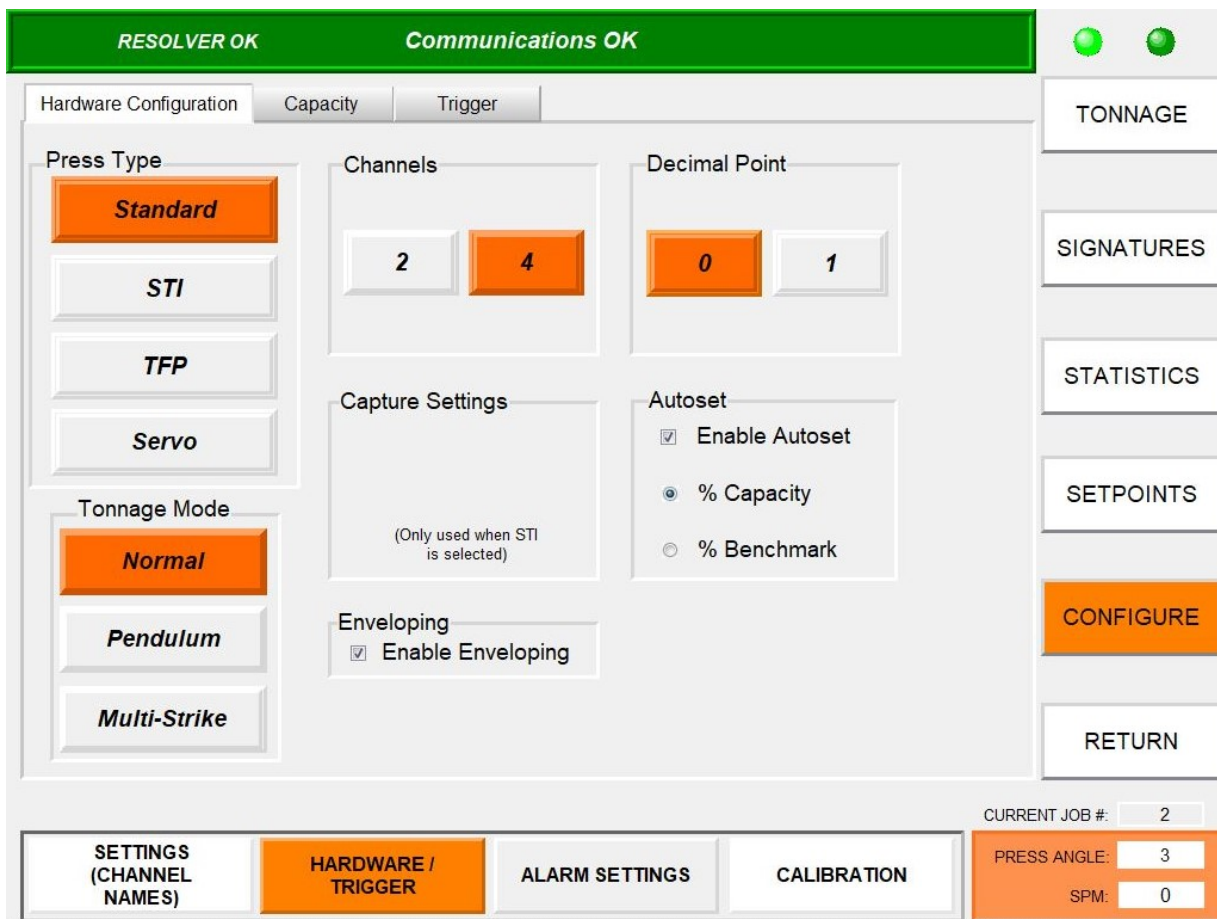 RESOLVER OK
Communications OK
Hardware Configuration
Capacity
Trigger
TONNAGE
Press Type
Standard
STI
TFP
Servo
Channels
2
4
Decimal Point
0
1
SIGNATURES
STATISTICS
Capture Settings
(Only used when STI
is selected)
Autoset
Enable Autoset
% Capacity
% Benchmark
SETPOINTS
Tonnage Mode
Normal
Pendulum
Multi-Strike
Enveloping
Enable Enveloping
CONFIGURE
RETURN
CURRENT JOB #: 2
SETTINGS
(CHANNEL
NAMES)
HARDWARE /
TRIGGER
ALARM SETTINGS
CALIBRATION
PRESS ANGLE: 3
SPM: 0